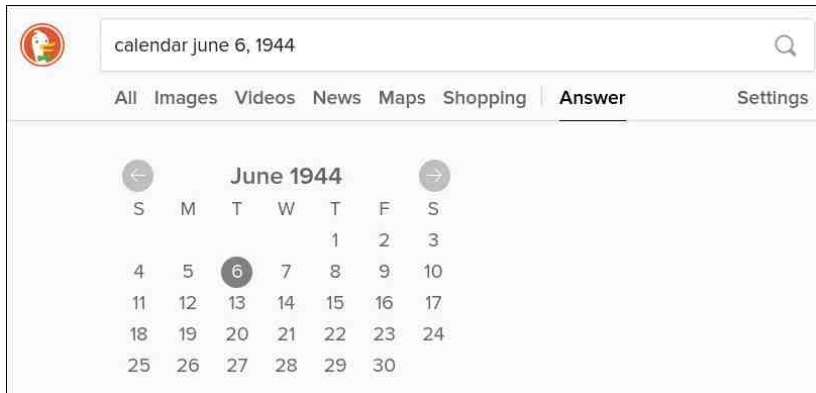 calendar june 6, 1944
All Images Videos News Maps Shopping Answer Settings
June 1944
S M T W T F S
1 2 3
4 5 6 7 8 9 10
11 12 13 14 15 16 17
18 19 20 21 22 23 24
25 26 27 28 29 30